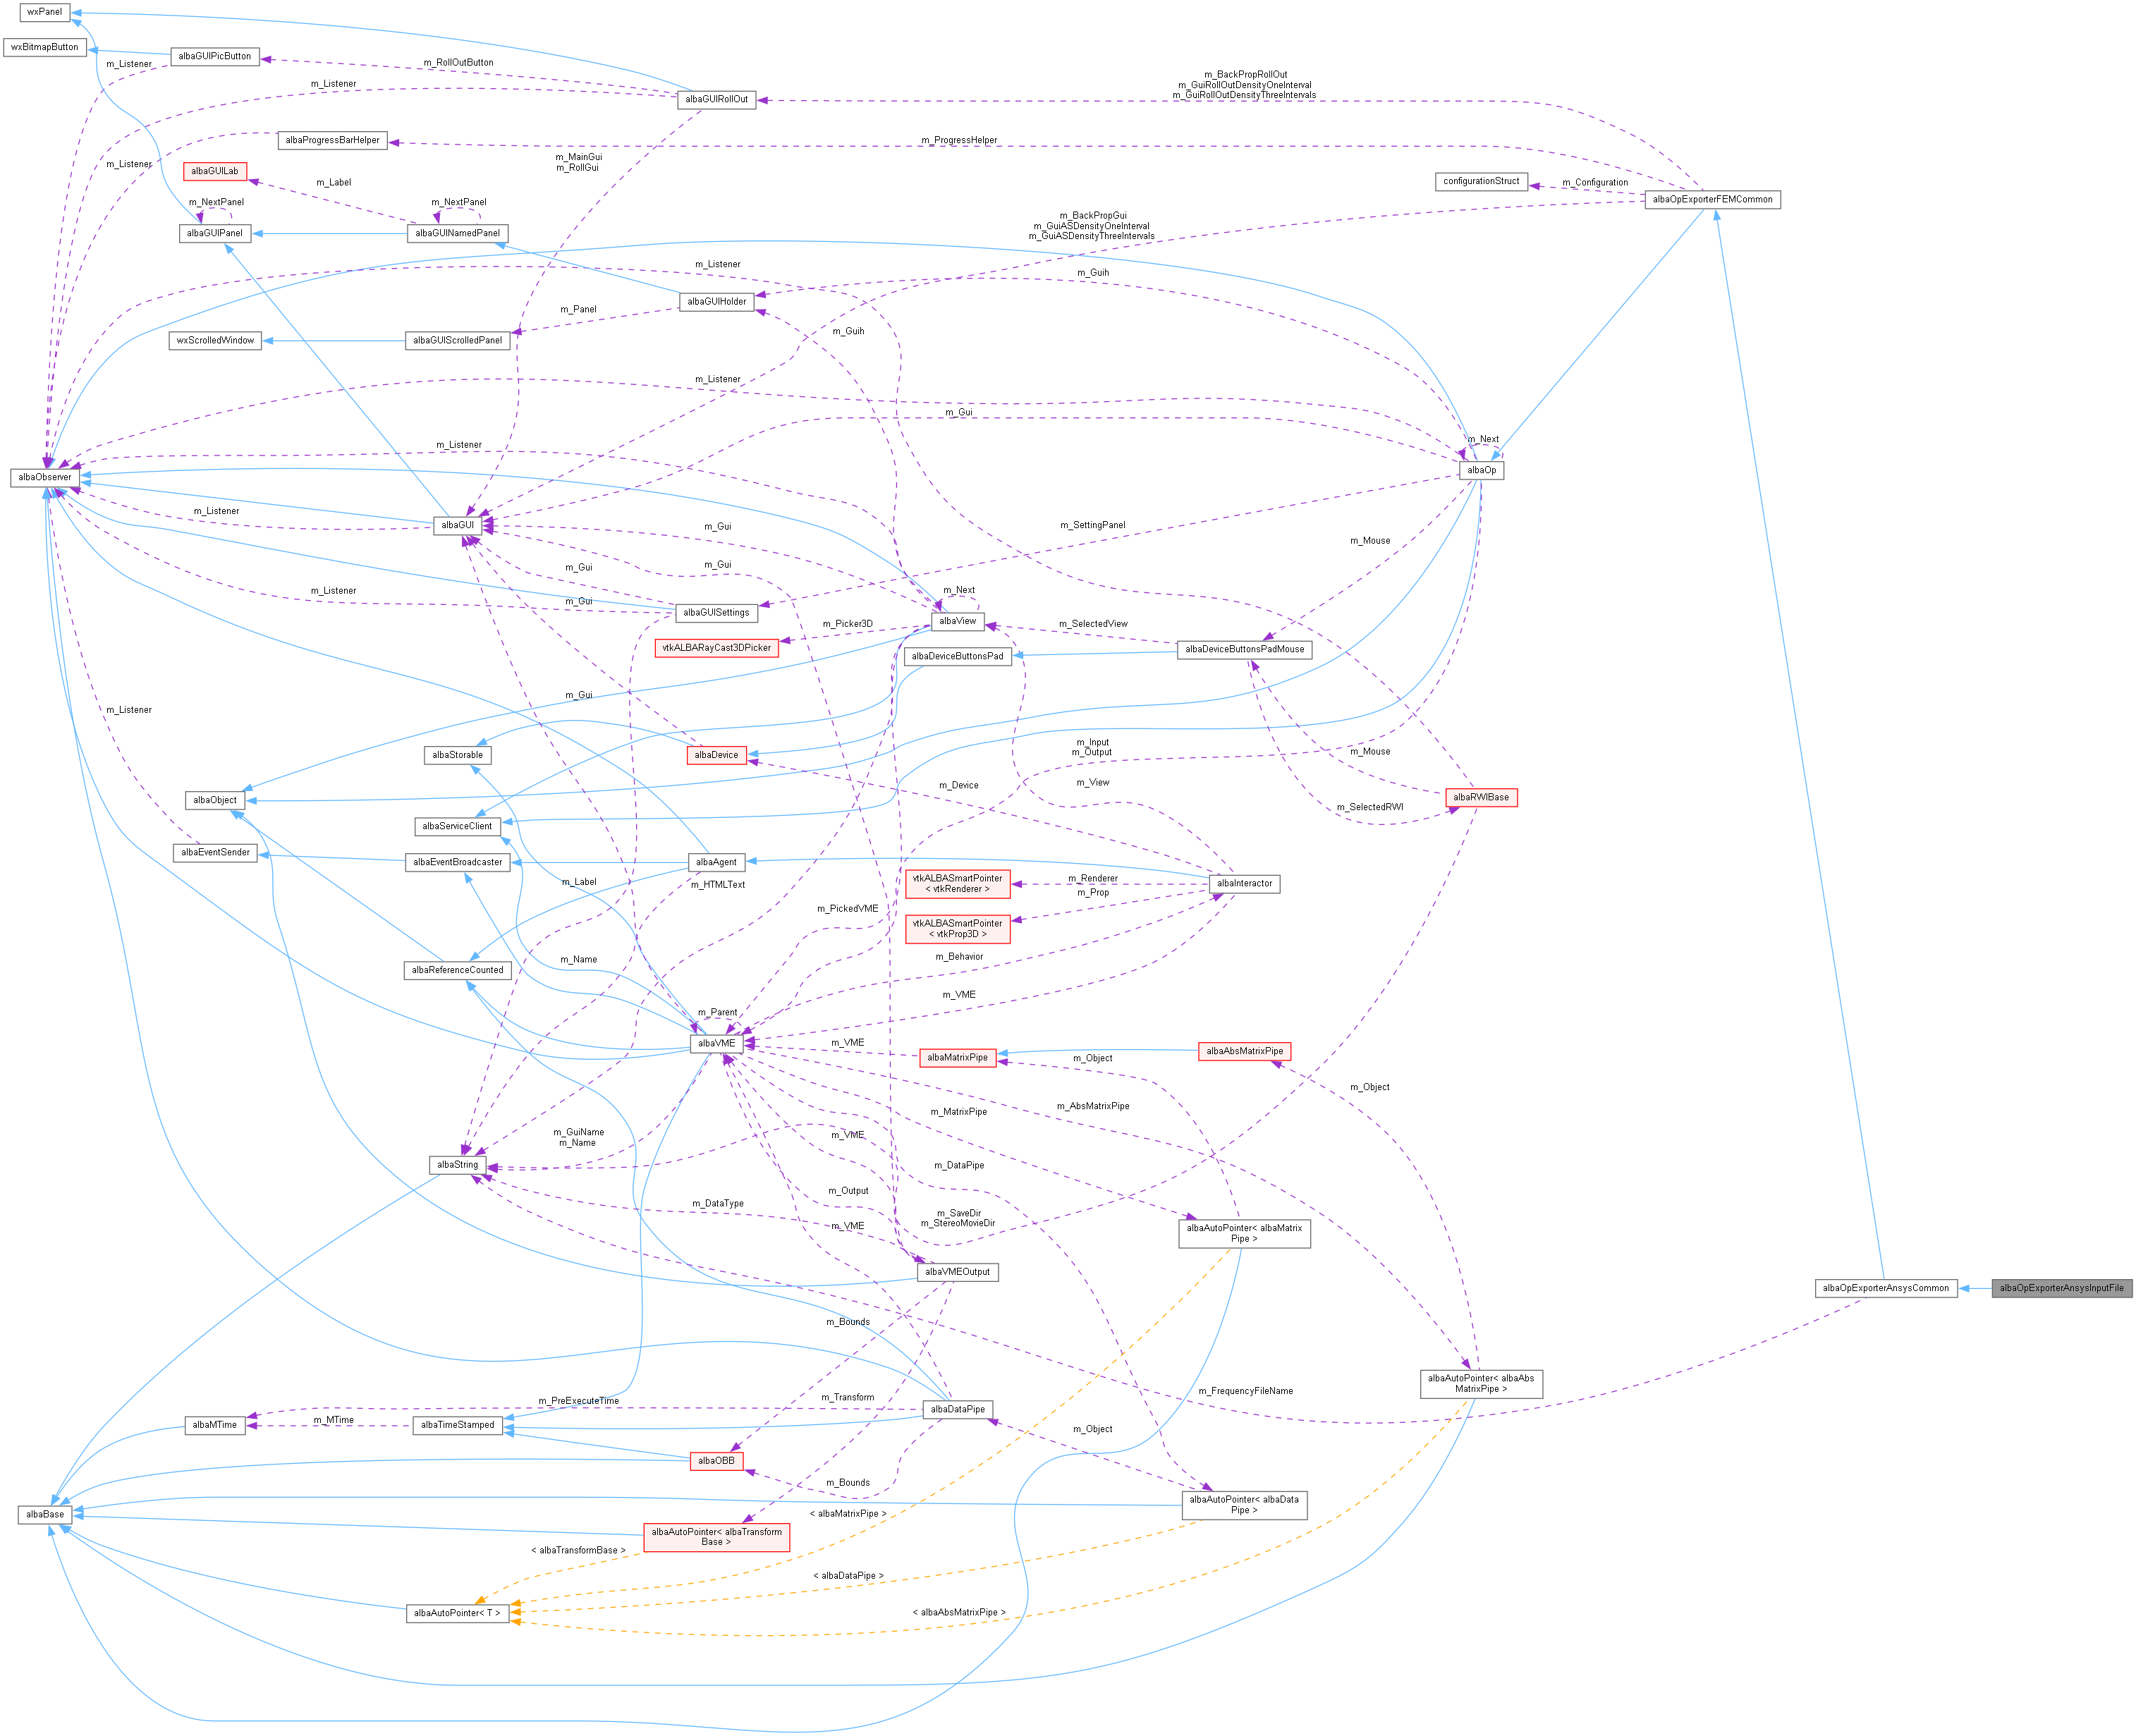 wxPanel
wxBitmapButton
albaGUIPicButton
m_Listener
m_RollOutButton
m_Listener
albaGUIRollOut
m_BackPropRollOut
m_GuiRollOutDensityOneInterval
m_GuiRollOutDensityThreeIntervals
albaProgressBarHelper
m_ProgressHelper
m_Listener
m_MainGui
m_RollGui
albaGUILab
m_Label
configurationStruct
m_Configuration
albaOpExporterFEMCommon
m_NextPanel
m_NextPanel
albaGUIPanel
albaGUINamedPanel
m_BackPropGui
m_GuiASDensityOneInterval
m_GuiASDensityThreeIntervals
m_Listener
m_Guih
albaGUIHolder
m_Panel
m_Guih
wxScrolledWindow
albaGUIScrolledPanel
m_Listener
m_Gui
m_Listener
m_Next
albaObserver
albaOp
m_Listener
albaGUI
m_Gui
m_SettingPanel
m_Mouse
m_Gui
m_Gui
m_Listener
m_Gui
m_Next
albaGUISettings
albaView
m_Picker3D
m_SelectedView
vtkALBARayCast3DPicker
albaDeviceButtonsPad
albaDeviceButtonsPadMouse
m_Gui
m_Listener
albaStorable
albaDevice
m_Input
m_Output
m_Mouse
m_Device
m_View
albaObject
albaRWIBase
m_SelectedRWI
albaServiceClient
albaEventSender
albaEventBroadcaster
albaAgent
m_Label
m_HTMLText
m_PickedVME
vtkALBASmartPointer
< vtkRenderer >
m_Renderer
albaInteractor
m_Prop
vtkALBASmartPointer
< vtkProp3D >
albaReferenceCounted
m_Name
m_Behavior
m_VME
m_Parent
albaVME
m_VME
albaMatrixPipe
albaAbsMatrixPipe
m_Object
m_Object
m_MatrixPipe
m_AbsMatrixPipe
m_GuiName
m_Name
m_VME
albaString
m_DataPipe
m_Output
m_DataType
m_SaveDir
m_StereoMovieDir
m_VME
albaAutoPointer< albaMatrix
Pipe >
albaVMEOutput
albaOpExporterAnsysCommon
albaOpExporterAnsysInputFile
m_Bounds
albaAutoPointer< albaAbs
MatrixPipe >
m_FrequencyFileName
m_PreExecuteTime
m_Transform
albaDataPipe
albaMTime
m_MTime
albaTimeStamped
m_Object
albaOBB
m_Bounds
albaBase
< albaMatrixPipe >
albaAutoPointer< albaData
Pipe >
albaAutoPointer< albaTransform
Base >
< albaTransformBase >
< albaDataPipe >
albaAutoPointer< T >
< albaAbsMatrixPipe >